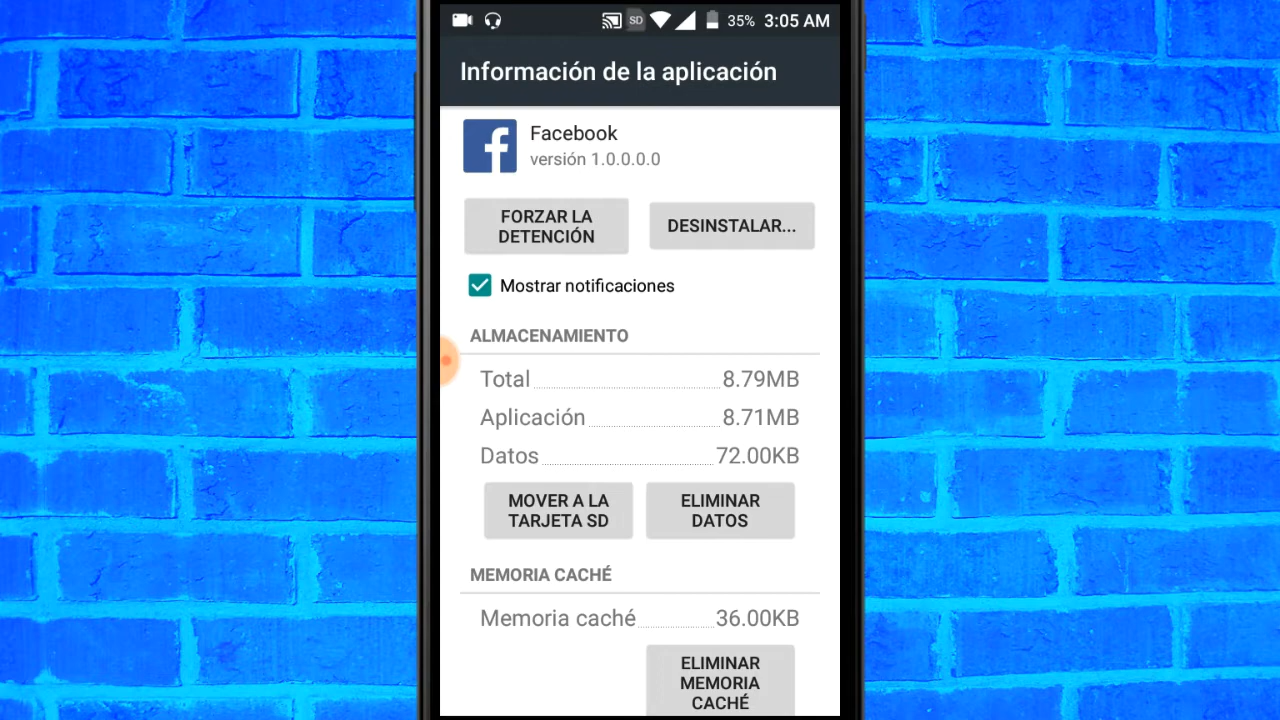 SD 35% 3:05 AM
Información de la aplicación
Facebook
versión 1.0.0.0.0
FORZAR LA
DETENCIÓN
DESINSTALAR...
Mostrar notificaciones
ALMACENAMIENTO
Total 8.79MB
Aplicación 8.71MB
Datos 72.00KB
MOVER A LA
TARJETA SD
ELIMINAR
DATOS
MEMORIA CACHÉ
Memoria caché 36.00KB
ELIMINAR
MEMORIA
CACHÉ